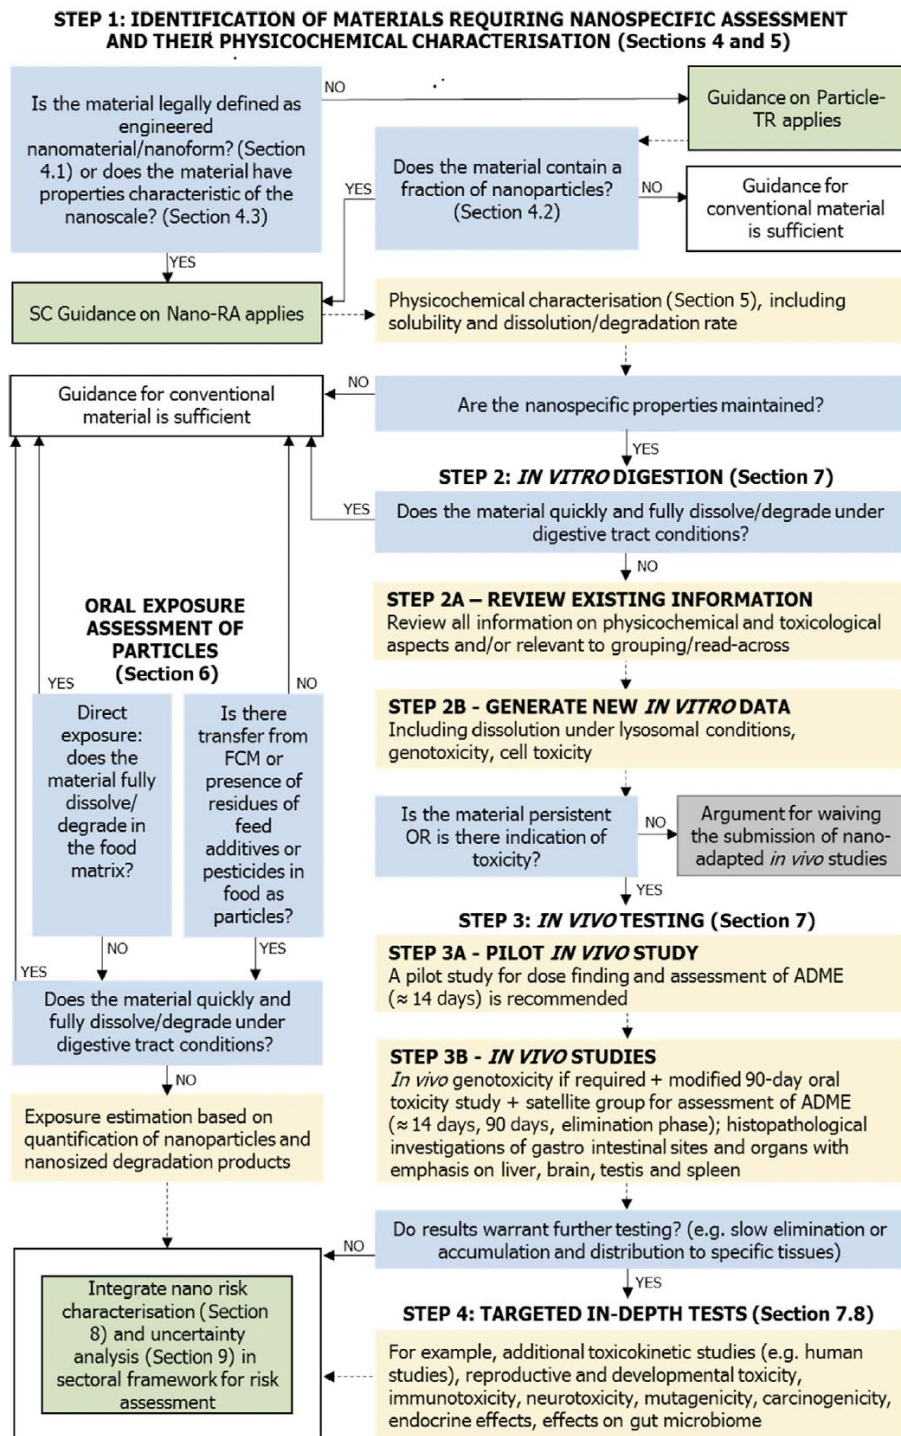 STEP 1: IDENTIFICATION OF MATERIALS REQUIRING NANOSPECIFIC ASSESSMENT
AND THEIR PHYSICOCHEMICAL CHARACTERISATION (Sections 4 and 5)
Is the material legally defined as
engineered
nanomaterial/nanoform? (Section
4.1) or does the material have
properties characteristic of the
nanoscale? (Section 4.3)
NO
Guidance on Particle-
TR applies
Does the material contain a
fraction of nanoparticles?
(Section 4.2)
YES
NO
Guidance for
conventional material
is sufficient
YES
SC Guidance on Nano-RA applies
Physicochemical characterisation (Section 5), including
solubility and dissolution/degradation rate
Guidance for conventional
material is sufficient
NO
Are the nanospecific properties maintained?
YES
STEP 2: IN VITRO DIGESTION (Section 7)
YES
Does the material quickly and fully dissolve/degrade under
digestive tract conditions?
NO
STEP 2A – REVIEW EXISTING INFORMATION
Review all information on physicochemical and toxicological
aspects and/or relevant to grouping/read-across
STEP 2B - GENERATE NEW IN VITRO DATA
Including dissolution under lysosomal conditions,
genotoxicity, cell toxicity
Is the material persistent
OR is there indication of
toxicity?
NO
Argument for waiving
the submission of nano-
adapted in vivo studies
YES
ORAL EXPOSURE
ASSESSMENT OF
PARTICLES
(Section 6)
YES
NO
Direct
exposure:
does the
material fully
dissolve/
degrade in
the food
matrix?
Is there
transfer from
FCM or
presence of
residues of
feed
additives or
pesticides in
food as
particles?
NO
YES
YES
Does the material quickly and
fully dissolve/degrade under
digestive tract conditions?
NO
Exposure estimation based on
quantification of nanoparticles and
nanosized degradation products
STEP 3: IN VIVO TESTING (Section 7)
STEP 3A - PILOT IN VIVO STUDY
A pilot study for dose finding and assessment of ADME
(≈ 14 days) is recommended
STEP 3B - IN VIVO STUDIES
In vivo genotoxicity if required + modified 90-day oral
toxicity study + satellite group for assessment of ADME
(≈ 14 days, 90 days, elimination phase); histopathological
investigations of gastro intestinal sites and organs with
emphasis on liver, brain, testis and spleen
Do results warrant further testing? (e.g. slow elimination or
accumulation and distribution to specific tissues)
NO
YES
Integrate nano risk
characterisation (Section
8) and uncertainty
analysis (Section 9) in
sectoral framework for risk
assessment
STEP 4: TARGETED IN-DEPTH TESTS (Section 7.8)
For example, additional toxicokinetic studies (e.g. human
studies), reproductive and developmental toxicity,
immunotoxicity, neurotoxicity, mutagenicity, carcinogenicity,
endocrine effects, effects on gut microbiome